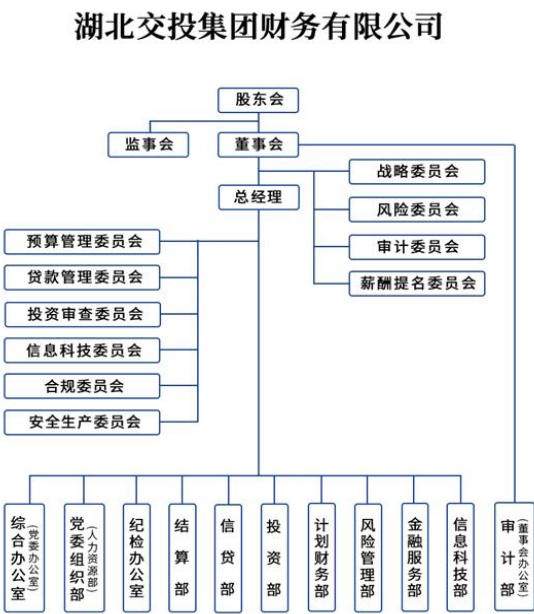 湖北交投集团财务有限公司
股东会
监事会
董事会
战略委员会
总经理
风险委员会
预算管理委员会
审计委员会
贷款管理委员会
薪酬提名委员会
投资审查委员会
信息科技委员会
合规委员会
安全生产委员会
综合办公室
(党委办公室)
党委组织部
(人力资源部)
纪检办公室
结算部
信贷部
投资部
计划财务部
风险管理部
金融服务部
信息科技部
审计部
(董事会办公室)